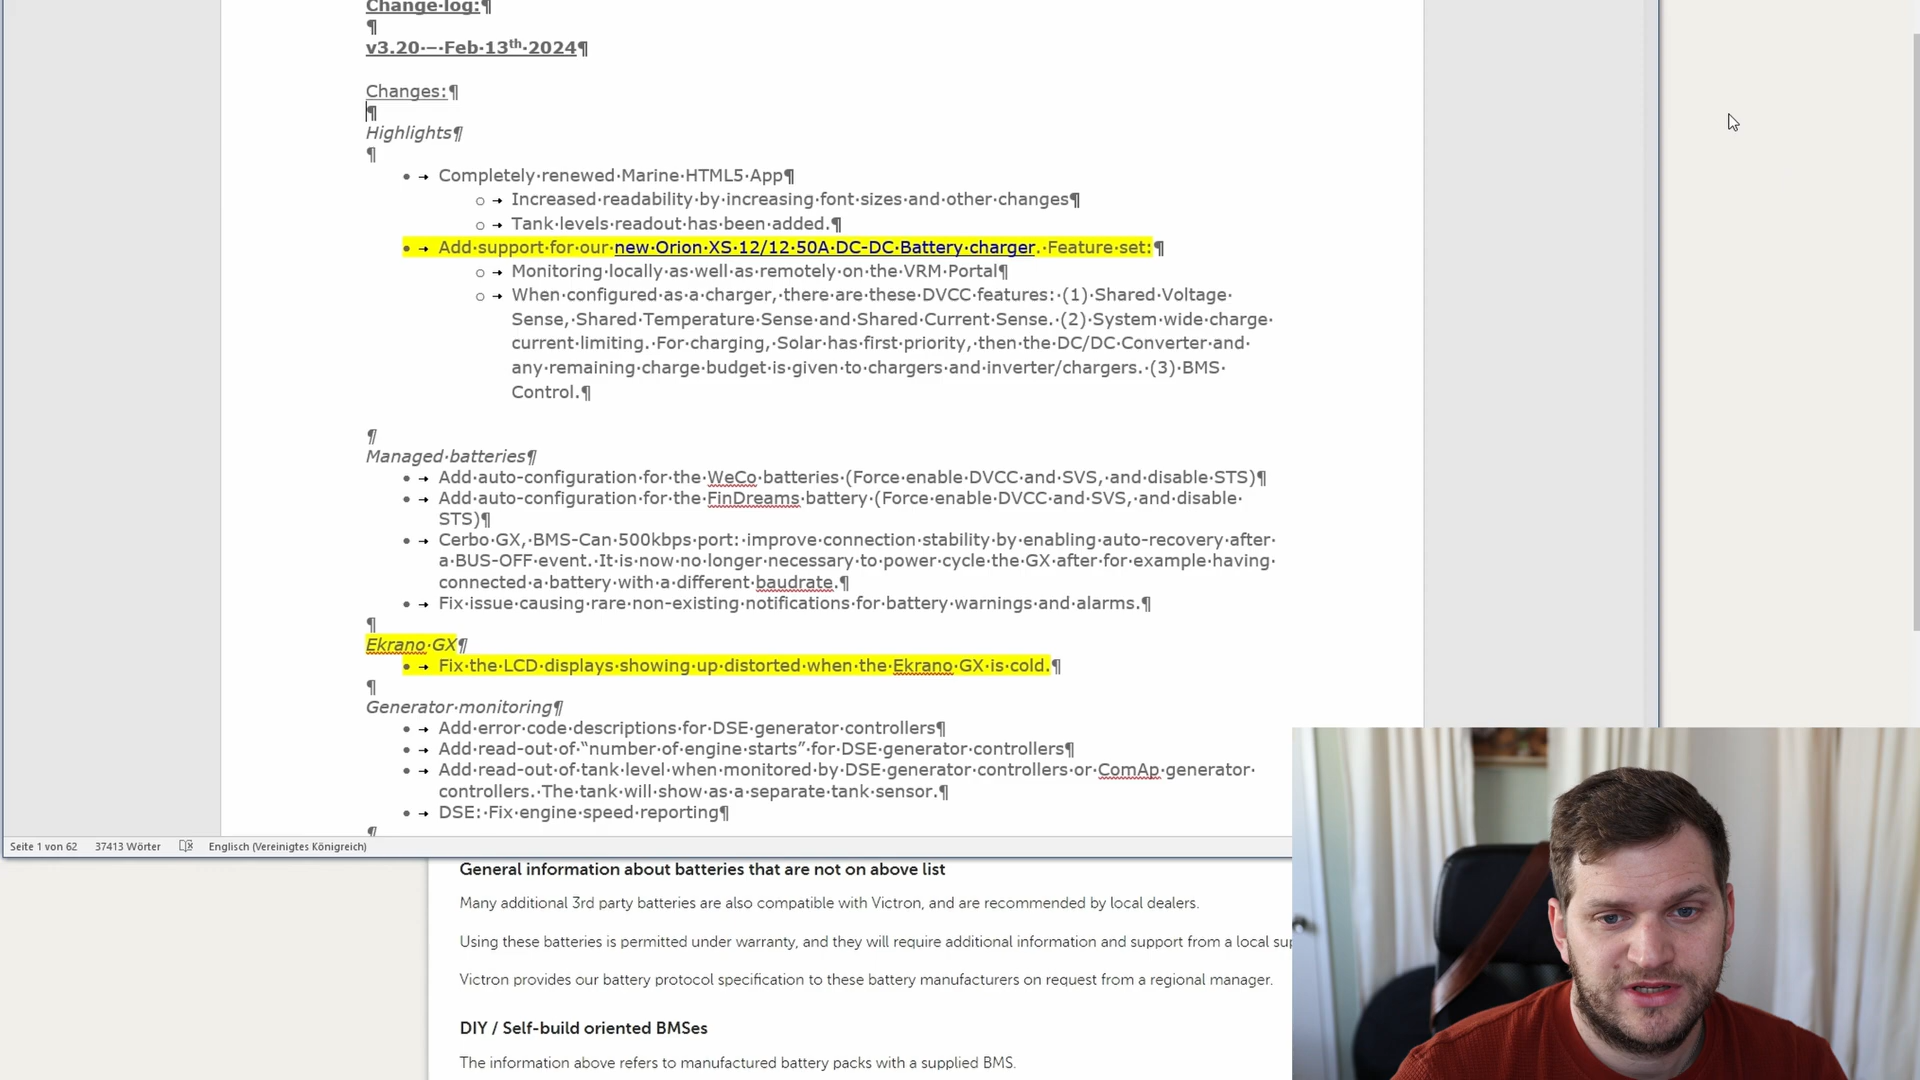 Change log:¶
¶
v3.20 – Feb 13th 2024¶
Changes:¶
¶
Highlights¶
¶
• → Completely renewed Marine HTML5 App¶
o → Increased readability by increasing font sizes and other changes¶
o → Tank levels readout has been added.¶
• → Add support for our new Orion XS 12/12 50A DC-DC Battery charger. Feature set:¶
o → Monitoring locally as well as remotely on the VRM Portal¶
o → When configured as a charger, there are these DVCC features: (1) Shared Voltage
Sense, Shared Temperature Sense and Shared Current Sense. (2) System wide charge
current limiting. For charging, Solar has first priority, then the DC/DC Converter and
any remaining charge budget is given to chargers and inverter/chargers. (3) BMS
Control.¶
¶
Managed batteries¶
• → Add auto-configuration for the WeCo batteries (Force enable DVCC and SVS, and disable STS)¶
• → Add auto-configuration for the FinDreams battery (Force enable DVCC and SVS, and disable
STS)¶
• → Cerbo GX, BMS-Can 500kbps port: improve connection stability by enabling auto-recovery after
a BUS-OFF event. It is now no longer necessary to power cycle the GX after for example having
connected a battery with a different baudrate.¶
• → Fix issue causing rare non-existing notifications for battery warnings and alarms.¶
¶
Ekrano GX¶
• → Fix the LCD displays showing up distorted when the Ekrano GX is cold.¶
¶
Generator monitoring¶
• → Add error code descriptions for DSE generator controllers¶
• → Add read-out of “number of engine starts” for DSE generator controllers¶
• → Add read-out of tank level when monitored by DSE generator controllers or ComAp generator
controllers. The tank will show as a separate tank sensor.¶
• → DSE: Fix engine speed reporting¶
¶
Seite 1 von 62 37413 Wörter Englisch (Vereinigtes Königreich)
General information about batteries that are not on above list
Many additional 3rd party batteries are also compatible with Victron, and are recommended by local dealers.
Using these batteries is permitted under warranty, and they will require additional information and support from a local
Victron provides our battery protocol specification to these battery manufacturers on request from a regional manager.
DIY / Self-build oriented BMSes
The information above refers to manufactured battery packs with a supplied BMS.